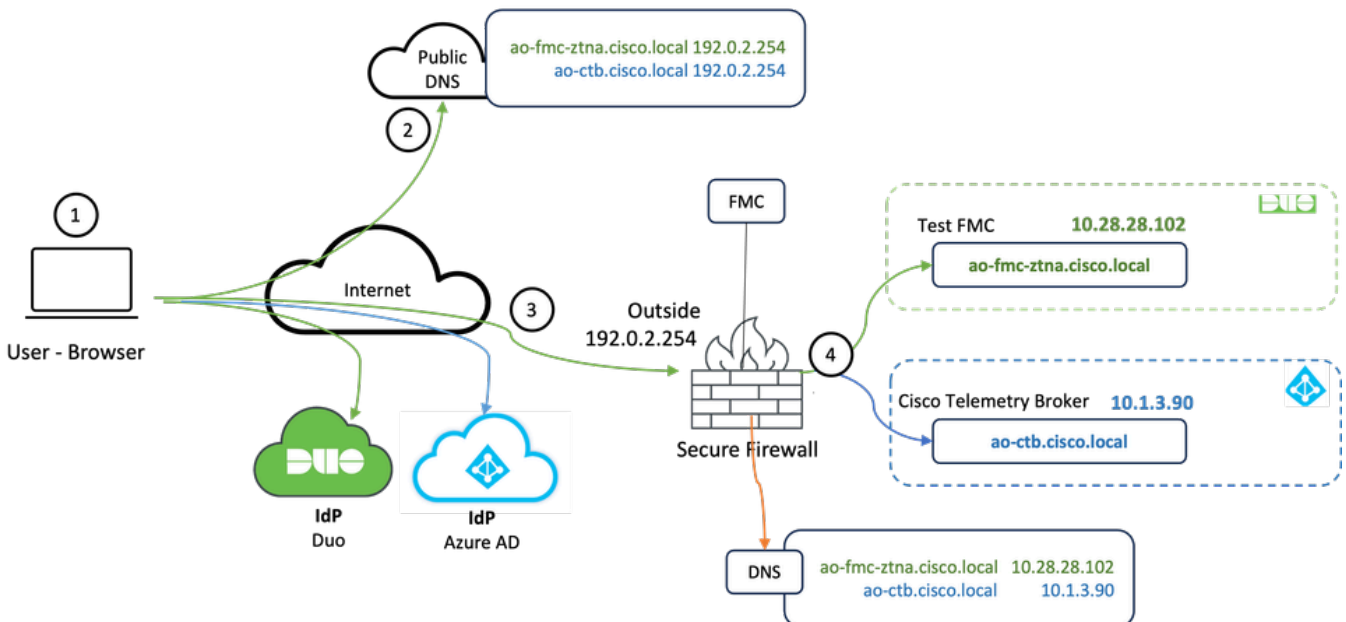 Public
DNS
ao-fmc-ztna.cisco.local 192.0.2.254
ao-ctb.cisco.local 192.0.2.254
2
1
FMC
DUO
Test FMC 10.28.28.102
ao-fmc-ztna.cisco.local
Internet
3
Outside
192.0.2.254
4
User - Browser
Cisco Telemetry Broker 10.1.3.90
ao-ctb.cisco.local
Secure Firewall
DUO
IdP
Duo
IdP
Azure AD
DNS
ao-fmc-ztna.cisco.local 10.28.28.102
ao-ctb.cisco.local 10.1.3.90